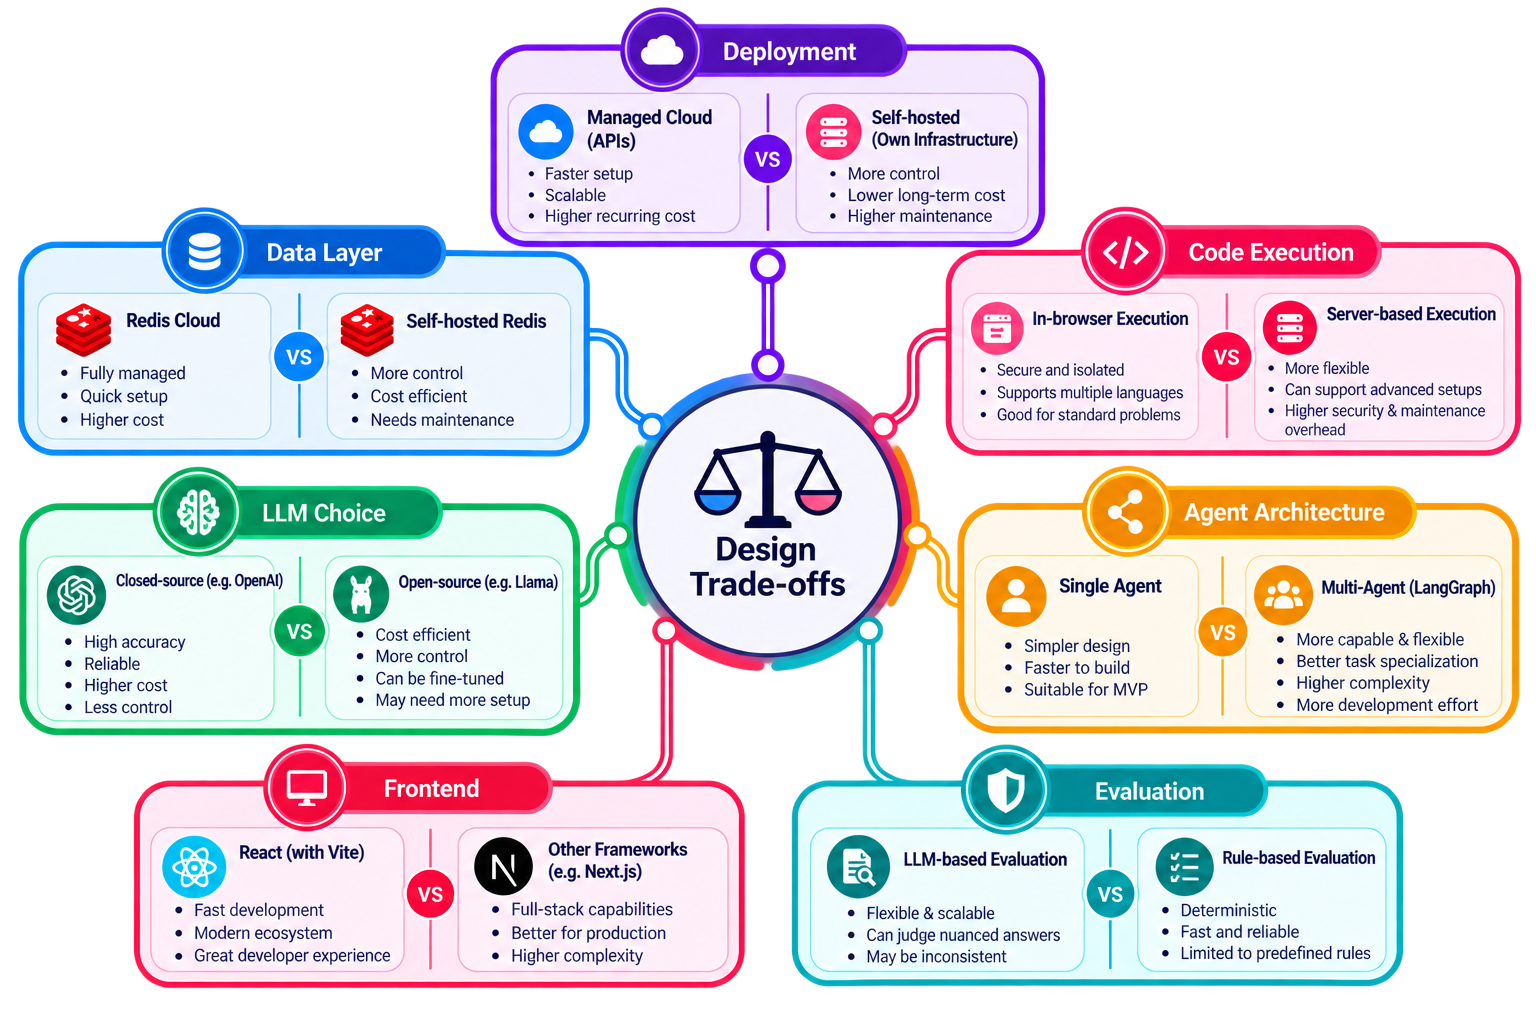 Deployment
Managed Cloud
(APIs)
• Faster setup
• Scalable
• Higher recurring cost
VS
Self-hosted
(Own Infrastructure)
• More control
• Lower long-term cost
• Higher maintenance
Data Layer
Redis Cloud
• Fully managed
• Quick setup
• Higher cost
VS
Self-hosted Redis
• More control
• Cost efficient
• Needs maintenance
Code Execution
In-browser Execution
• Secure and isolated
• Supports multiple languages
• Good for standard problems
VS
Server-based Execution
• More flexible
• Can support advanced setups
• Higher security & maintenance
overhead
Design
Trade-offs
LLM Choice
Closed-source (e.g. OpenAI)
• High accuracy
• Reliable
• Higher cost
• Less control
VS
Open-source (e.g. Llama)
• Cost efficient
• More control
• Can be fine-tuned
• May need more setup
Agent Architecture
Single Agent
• Simpler design
• Faster to build
• Suitable for MVP
VS
Multi-Agent (LangGraph)
• More capable & flexible
• Better task specialization
• Higher complexity
• More development effort
Frontend
React (with Vite)
• Fast development
• Modern ecosystem
• Great developer experience
VS
Other Frameworks
(e.g. Next.js)
• Full-stack capabilities
• Better for production
• Higher complexity
Evaluation
LLM-based Evaluation
• Flexible & scalable
• Can judge nuanced answers
• May be inconsistent
VS
Rule-based Evaluation
• Deterministic
• Fast and reliable
• Limited to predefined rules